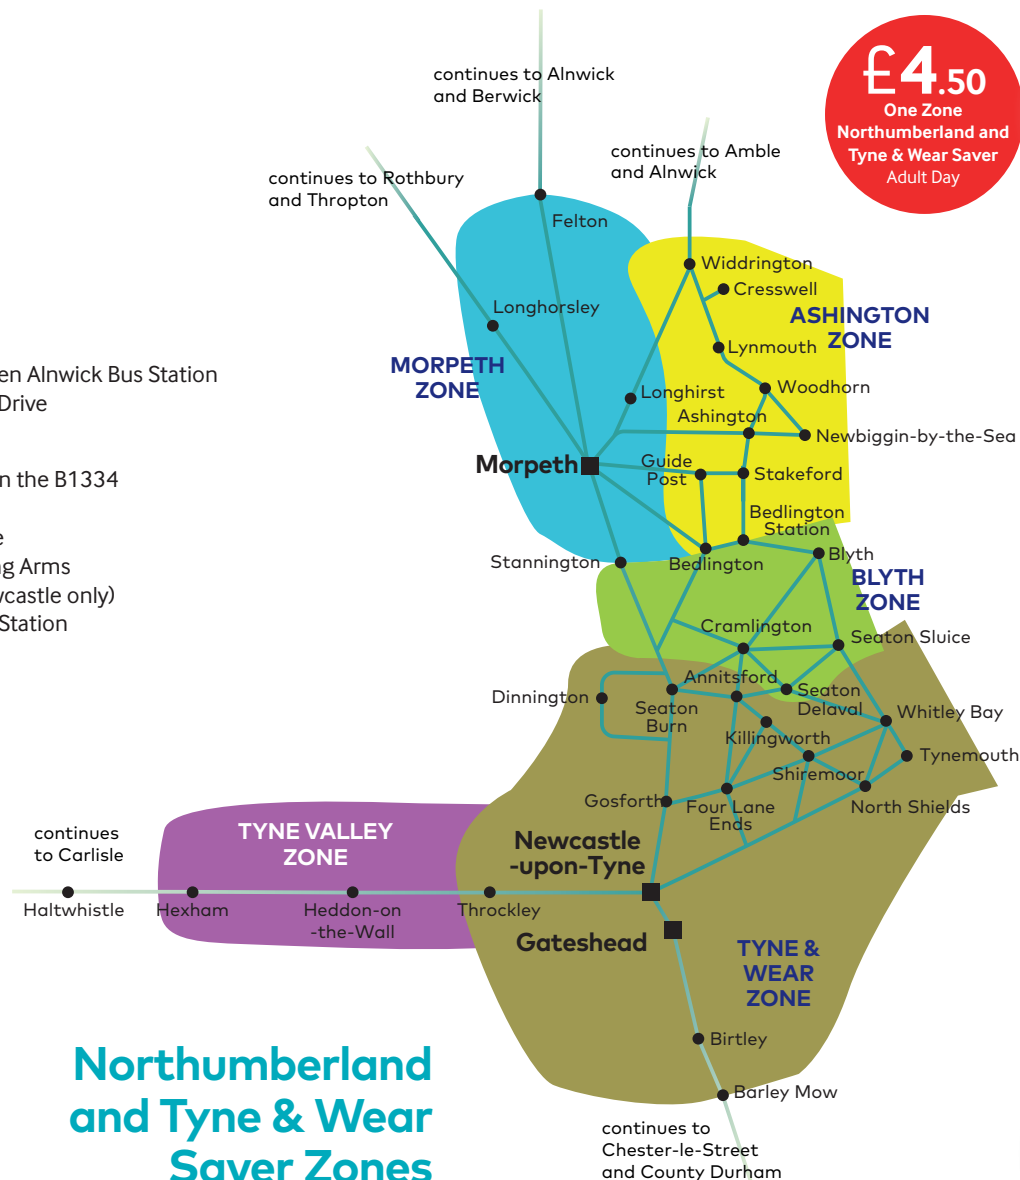 £4.50
One Zone
Northumberland and
Tyne & Wear Saver
Adult Day
continues to Alnwick
and Berwick
continues to Amble
and Alnwick
continues to Rothbury
and Thropton
Felton
Widdrington
Cresswell
Longhorsley
ASHINGTON
ZONE
Lynmouth
MORPETH
ZONE
en Alnwick Bus Station
Drive
n the B1334
e
g Arms
wcastle only)
Station
Woodhorn
Longhirst
Ashington
Newbiggin-by-the-Sea
Morpeth
Guide
Post
Stakeford
Bedlington
Station
Stannington
Bedlington
Blyth
BLYTH
ZONE
Cramlington
Seaton Sluice
Annitsford
Dinnington
Seaton
Burn
Seaton
Delaval
Whitley Bay
Killingworth
Tynemouth
Shiremoor
Gosforth
Four Lane
Ends
North Shields
continues
to Carlisle
TYNE VALLEY
ZONE
Newcastle
-upon-Tyne
Haltwhistle
Hexham
Heddon-on
-the-Wall
Throckley
Gateshead
TYNE &
WEAR
ZONE
Birtley
Barley Mow
continues to
Chester-le-Street
and County Durham
Northumberland
and Tyne & Wear
Saver Zones